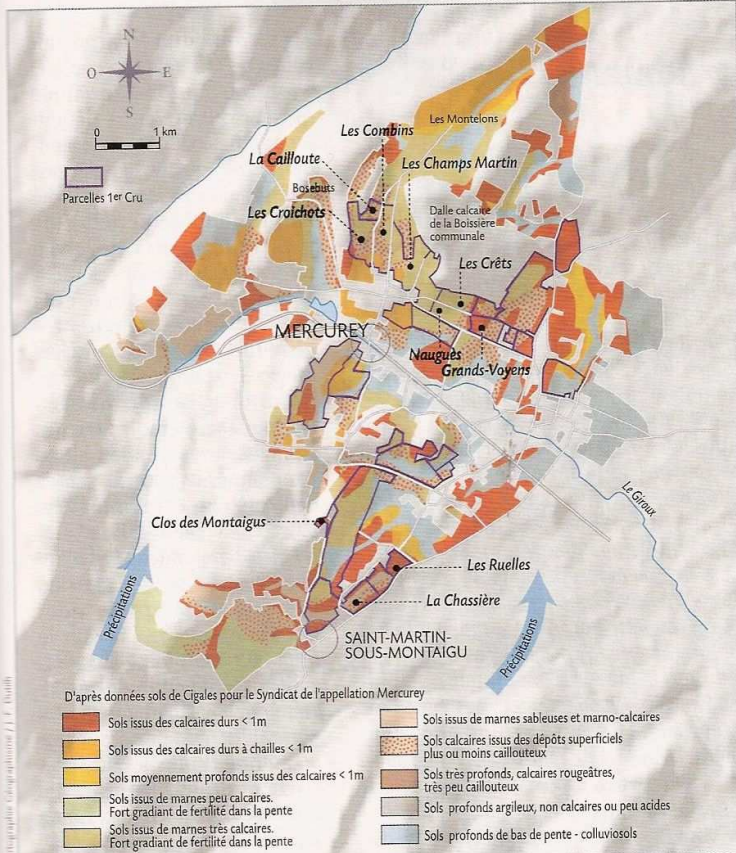 N
O
E
S
0
1 km
Parcelles 1er Cru
Les Montelons
Les Combins
La Cailloute
Les Champs Martin
Bosebuts
Les Croichots
Dalle calcaire
de la Boissière
communale
Les Crêts
MERCUREY
Naugues
Grands-Voyens
Le Giroux
Clos des Montaigus
Les Ruelles
La Chassière
Précipitations
Précipitations
SAINT-MARTIN-
SOUS-MONTAIGU
D'après données sols de Cigales pour le Syndicat de l'appellation Mercurey
Sols issus des calcaires durs < 1m
Sols issus des calcaires durs à chailles < 1m
Sols moyennement profonds issus des calcaires < 1m
Sols issus de marnes peu calcaires.
Fort gradiant de fertilité dans la pente
Sols issus de marnes très calcaires.
Fort gradiant de fertilité dans la pente
Sols issus de marnes sableuses et marno-calcaires
Sols calcaires issus des dépôts superficiels
plus ou moins caillouteux
Sols très profonds, calcaires rougeâtres,
très peu caillouteux
Sols profonds argileux, non calcaires ou peu acides
Sols profonds de bas de pente - colluviosols